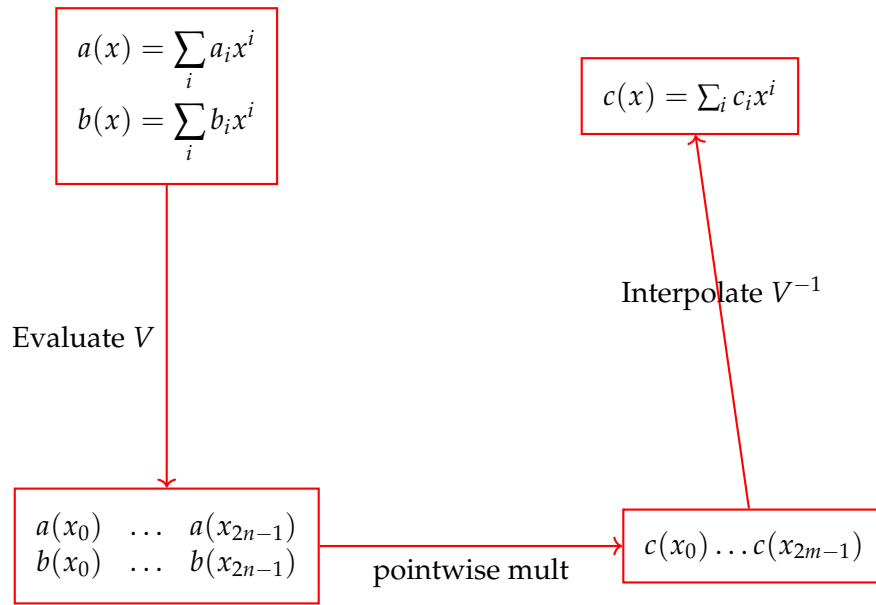 a(x) = ∑_i a_i x^i
b(x) = ∑_i b_i x^i
c(x) = ∑_i c_i x^i
Evaluate V
Interpolate V^{-1}
a(x_0) … a(x_{2n−1})
b(x_0) … b(x_{2n−1})
pointwise mult
c(x_0) … c(x_{2m−1})